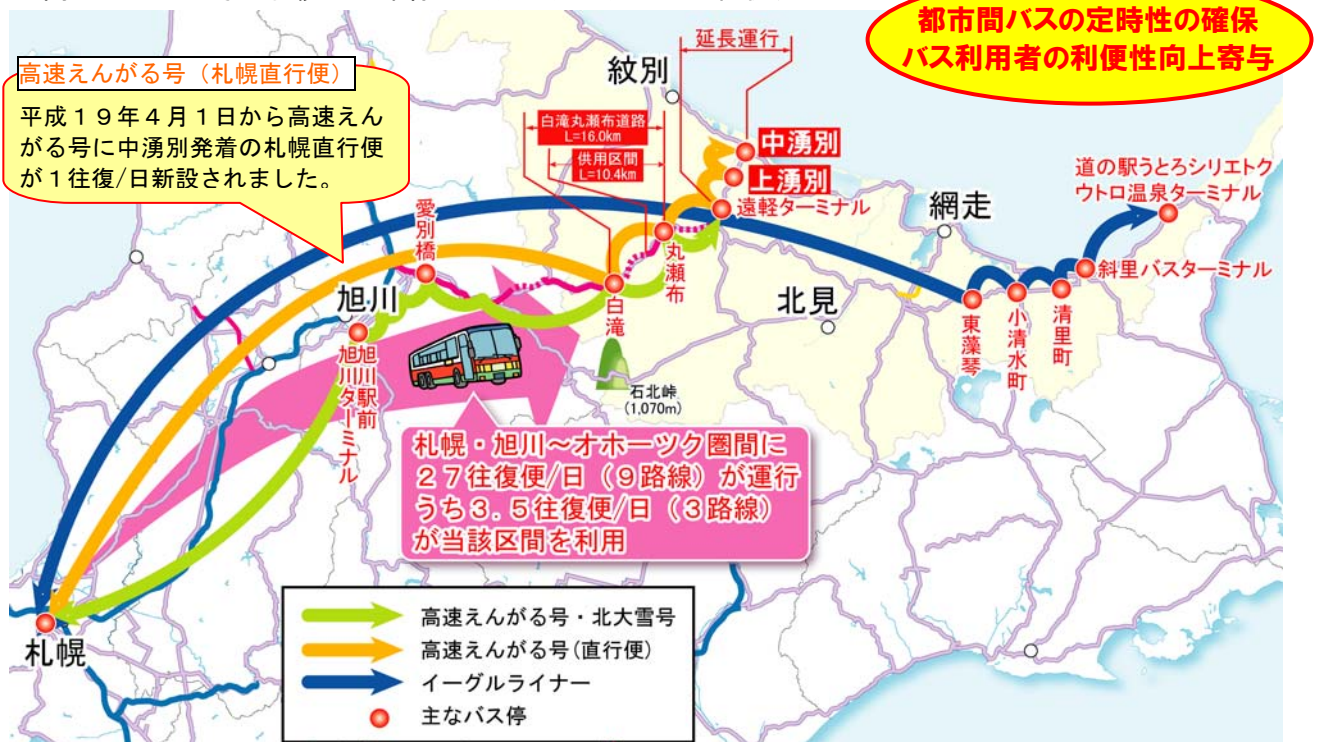 都市間バスの定時性の確保
バス利用者の利便性向上寄与
高速えんがる号（札幌直行便）
平成１９年４月１日から高速えん
がる号に中湧別発着の札幌直行便
が１往復/日新設されました。
延長運行
紋別
白滝丸瀬布道路
L=16.0km
供用区間
L=10.4km
中湧別
上湧別
遠軽ターミナル
道の駅うとろシリエトク
ウトロ温泉ターミナル
網走
斜里バスターミナル
愛別橋
丸瀬布
旭川
白滝
北見
東藻琴
小清水町
清里町
旭川駅前
旭川ターミナル
石北峠
(1,070m)
札幌・旭川～オホーツク圏間に
２７往復便/日（９路線）が運行
うち３.５往復便/日（３路線）
が当該区間を利用
札幌
高速えんがる号・北大雪号
高速えんがる号(直行便)
イーグルライナー
主なバス停